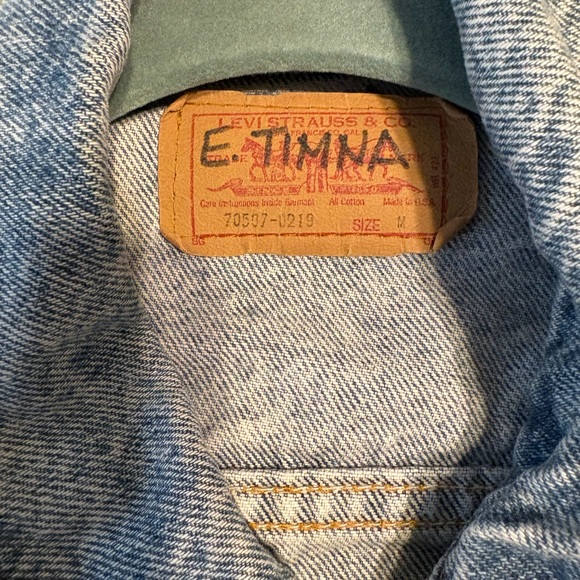 LEVI STRAUSS & CO.
E. TIMNA
Care Instructions Inside Garment All Cotton Made in U.S.A.
70507-0219 SIZE M